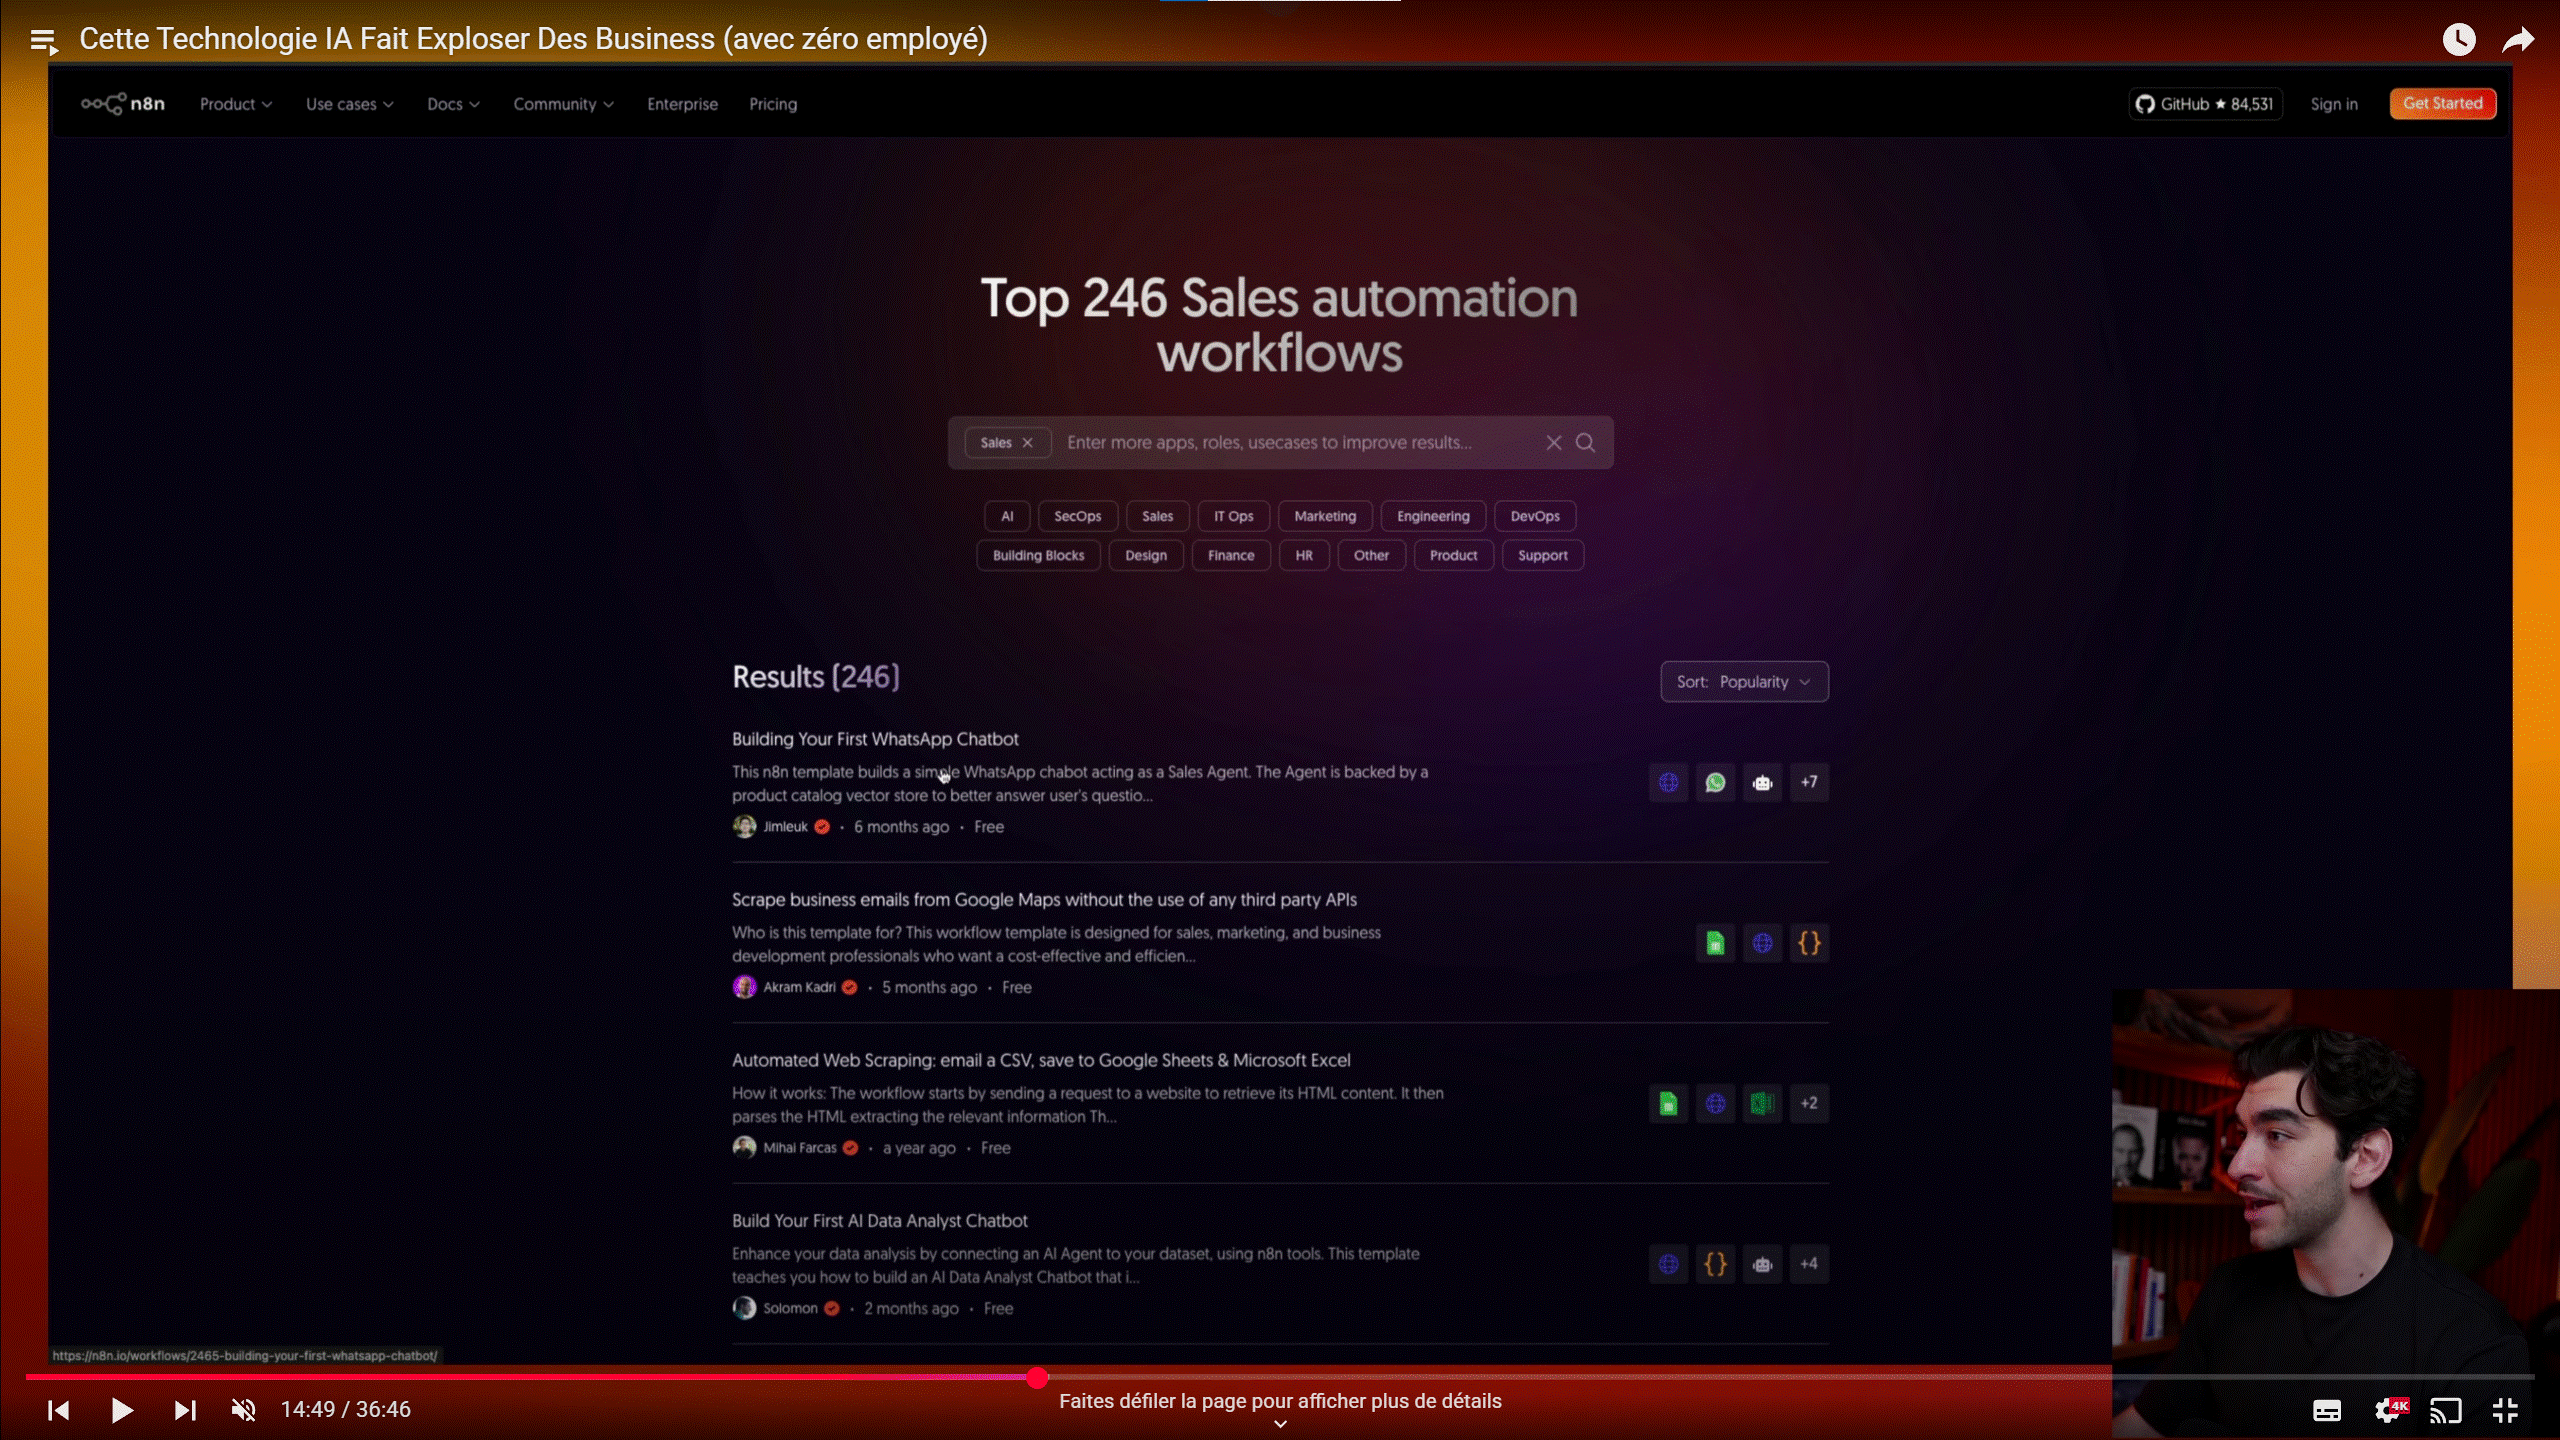 Cette Technologie IA Fait Exploser Des Business (avec zéro employé)
n8n Product Use cases Docs Community Enterprise Pricing GitHub ★ 84,531 Sign in Get Started
Top 246 Sales automation
workflows
Sales Enter more apps, roles, usecases to improve results...
AI SecOps Sales IT Ops Marketing Engineering DevOps
Building Blocks Design Finance HR Other Product Support
Results (246)
Sort: Popularity
Building Your First WhatsApp Chatbot
This n8n template builds a simple WhatsApp chabot acting as a Sales Agent. The Agent is backed by a
product catalog vector store to better answer user's questio...
+7
Jimleuk · 6 months ago · Free
Scrape business emails from Google Maps without the use of any third party APIs
Who is this template for? This workflow template is designed for sales, marketing, and business
development professionals who want a cost-effective and efficien...
Akram Kadri · 5 months ago · Free
Automated Web Scraping: email a CSV, save to Google Sheets & Microsoft Excel
How it works: The workflow starts by sending a request to a website to retrieve its HTML content. It then
parses the HTML extracting the relevant information Th...
+2
Mihai Farcas · a year ago · Free
Build Your First AI Data Analyst Chatbot
Enhance your data analysis by connecting an AI Agent to your dataset, using n8n tools. This template
teaches you how to build an AI Data Analyst Chatbot that i...
+4
Solomon · 2 months ago · Free
https://n8n.io/workflows/2465-building-your-first-whatsapp-chatbot/
14:49 / 36:46
Faites défiler la page pour afficher plus de détails
4K